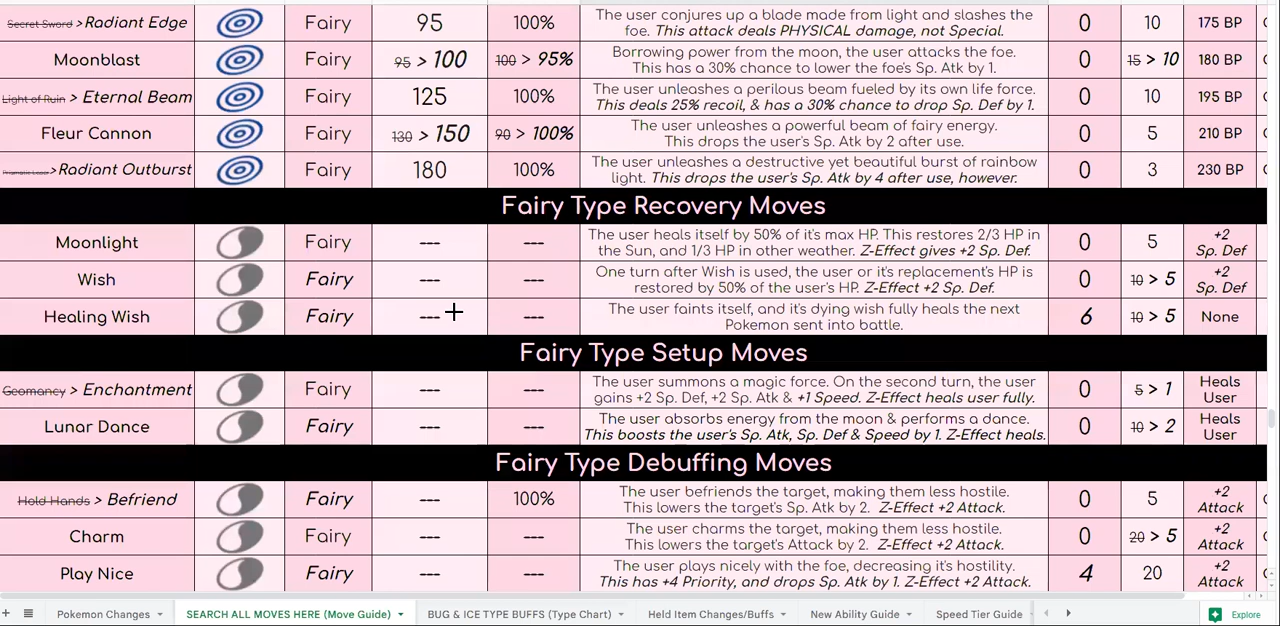 Secret Sword > Radiant Edge Fairy 95 100% The user conjures up a blade made from light and slashes the 0 10 175 BP
foe. This attack deals PHYSICAL damage, not Special.
Moonblast Fairy 95 > 100 100 > 95% Borrowing power from the moon, the user attacks the foe. 0 15 > 10 180 BP
This has a 30% chance to lower the foe's Sp. Atk by 1.
Light of Ruin > Eternal Beam Fairy 125 100% The user unleashes a perilous beam fueled by its own life force. 0 10 195 BP
This deals 25% recoil, & has a 30% chance to drop Sp. Def by 1.
Fleur Cannon Fairy 130 > 150 90 > 100% The user unleashes a powerful beam of fairy energy. 0 5 210 BP
This drops the user's Sp. Atk by 2 after use.
> Radiant Outburst Fairy 180 100% The user unleashes a destructive yet beautiful burst of rainbow 0 3 230 BP
light. This drops the user's Sp. Atk by 4 after use, however.
Fairy Type Recovery Moves
Moonlight Fairy --- --- The user heals itself by 50% of it's max HP. This restores 2/3 HP in 0 5 +2
the Sun, and 1/3 HP in other weather. Z-Effect gives +2 Sp. Def. Sp. Def
Wish Fairy --- --- One turn after Wish is used, the user or it's replacement's HP is 0 10 > 5 +2
restored by 50% of the user's HP. Z-Effect +2 Sp. Def. Sp. Def
Healing Wish Fairy --- --- The user faints itself, and it's dying wish fully heals the next 6 10 > 5 None
Pokemon sent into battle.
Fairy Type Setup Moves
Geomancy > Enchantment Fairy --- --- The user summons a magic force. On the second turn, the user 0 5 > 1 Heals
gains +2 Sp. Def, +2 Sp. Atk & +1 Speed. Z-Effect heals user fully. User
Lunar Dance Fairy --- --- The user absorbs energy from the moon & performs a dance. 0 10 > 2 Heals
This boosts the user's Sp. Atk, Sp. Def & Speed by 1. Z-Effect heals. User
Fairy Type Debuffing Moves
Hold Hands > Befriend Fairy --- 100% The user befriends the target, making them less hostile. 0 5 +2
This lowers the target's Sp. Atk by 2. Z-Effect +2 Attack. Attack
Charm Fairy --- --- The user charms the target, making them less hostile. 0 20 > 5 +2
This lowers the target's Attack by 2. Z-Effect +2 Attack. Attack
Play Nice Fairy --- --- The user plays nicely with the foe, decreasing it's hostility. 4 20 +2
This has +4 Priority, and drops Sp. Atk by 1. Z-Effect +2 Attack. Attack
+ Pokemon Changes SEARCH ALL MOVES HERE (Move Guide) BUG & ICE TYPE BUFFS (Type Chart) Held Item Changes/Buffs New Ability Guide Speed Tier Guide Explore